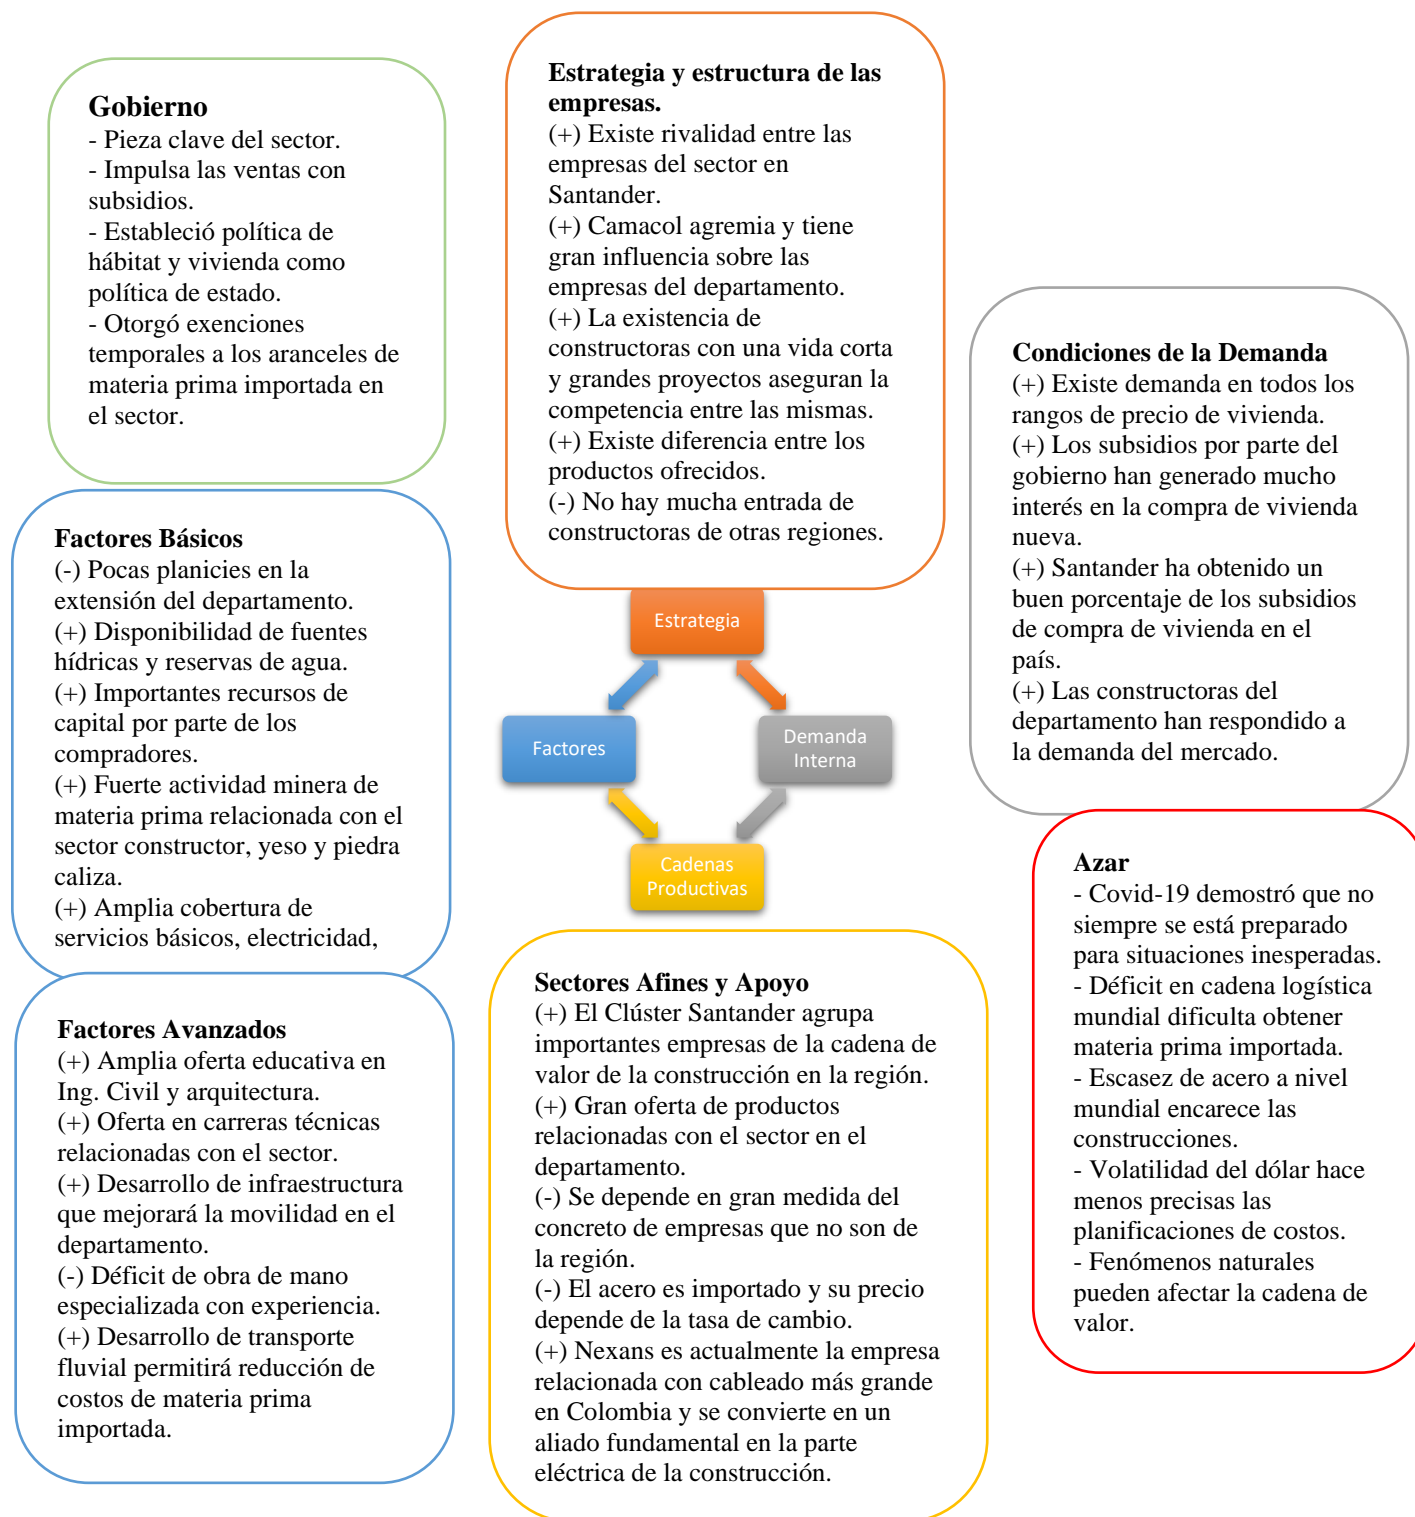 Gobierno
- Pieza clave del sector.
- Impulsa las ventas con
subsidios.
- Estableció política de
hábitat y vivienda como
política de estado.
- Otorgó exenciones
temporales a los aranceles de
materia prima importada en
el sector.
Estrategia y estructura de las
empresas.
(+) Existe rivalidad entre las
empresas del sector en
Santander.
(+) Camacol agremia y tiene
gran influencia sobre las
empresas del departamento.
(+) La existencia de
constructoras con una vida corta
y grandes proyectos aseguran la
competencia entre las mismas.
(+) Existe diferencia entre los
productos ofrecidos.
(-) No hay mucha entrada de
constructoras de otras regiones.
Condiciones de la Demanda
(+) Existe demanda en todos los
rangos de precio de vivienda.
(+) Los subsidios por parte del
gobierno han generado mucho
interés en la compra de vivienda
nueva.
(+) Santander ha obtenido un
buen porcentaje de los subsidios
de compra de vivienda en el
país.
(+) Las constructoras del
departamento han respondido a
la demanda del mercado.
Factores Básicos
(-) Pocas planicies en la
extensión del departamento.
(+) Disponibilidad de fuentes
hídricas y reservas de agua.
(+) Importantes recursos de
capital por parte de los
compradores.
(+) Fuerte actividad minera de
materia prima relacionada con el
sector constructor, yeso y piedra
caliza.
(+) Amplia cobertura de
servicios básicos, electricidad,
Estrategia
Factores
Demanda
Interna
Cadenas
Productivas
Azar
- Covid-19 demostró que no
siempre se está preparado
para situaciones inesperadas.
- Déficit en cadena logística
mundial dificulta obtener
materia prima importada.
- Escasez de acero a nivel
mundial encarece las
construcciones.
- Volatilidad del dólar hace
menos precisas las
planificaciones de costos.
- Fenómenos naturales
pueden afectar la cadena de
valor.
Factores Avanzados
(+) Amplia oferta educativa en
Ing. Civil y arquitectura.
(+) Oferta en carreras técnicas
relacionadas con el sector.
(+) Desarrollo de infraestructura
que mejorará la movilidad en el
departamento.
(-) Déficit de obra de mano
especializada con experiencia.
(+) Desarrollo de transporte
fluvial permitirá reducción de
costos de materia prima
importada.
Sectores Afines y Apoyo
(+) El Clúster Santander agrupa
importantes empresas de la cadena de
valor de la construcción en la región.
(+) Gran oferta de productos
relacionadas con el sector en el
departamento.
(-) Se depende en gran medida del
concreto de empresas que no son de
la región.
(-) El acero es importado y su precio
depende de la tasa de cambio.
(+) Nexans es actualmente la empresa
relacionada con cableado más grande
en Colombia y se convierte en un
aliado fundamental en la parte
eléctrica de la construcción.